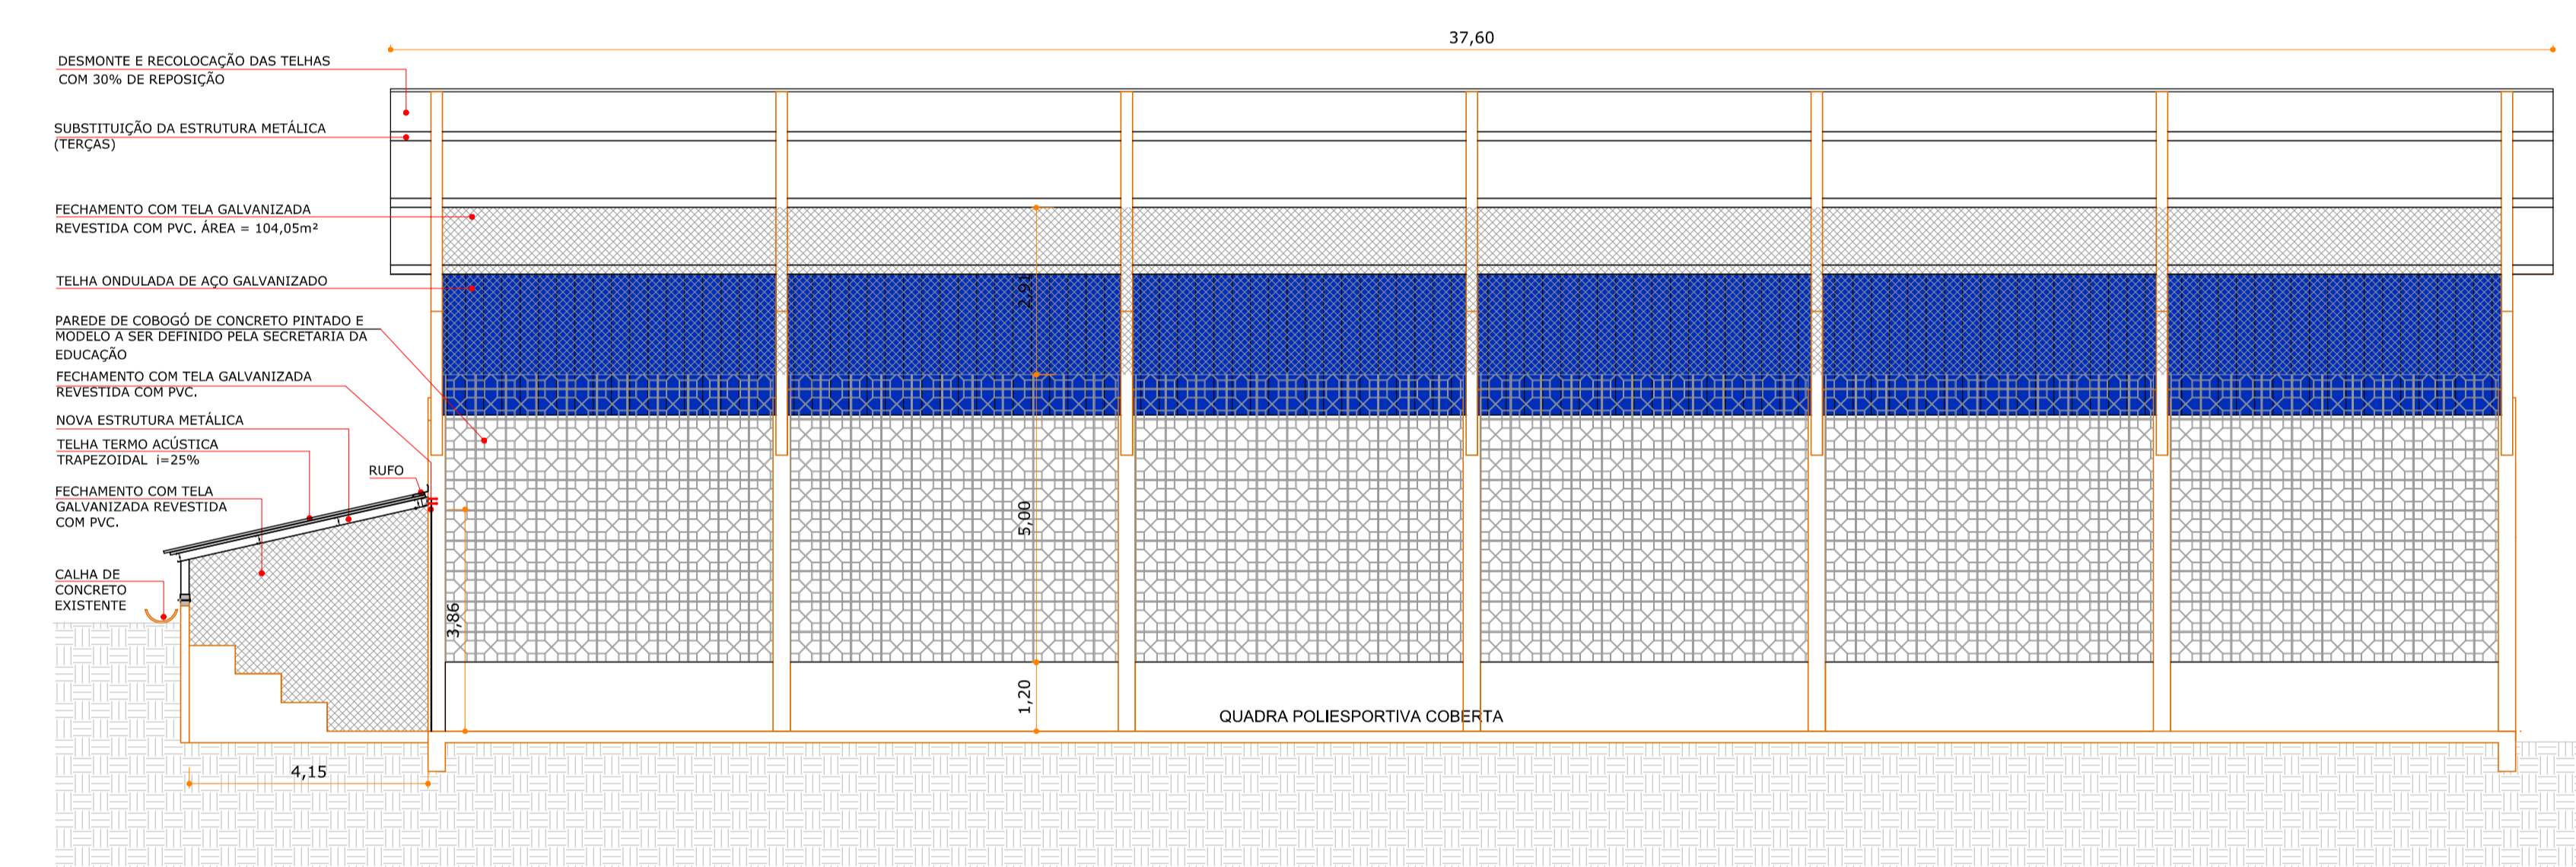 37,60
DESMONTE E RECOLOCAÇÃO DAS TELHAS
COM 30% DE REPOSIÇÃO
SUBSTITUIÇÃO DA ESTRUTURA METÁLICA
(TERÇAS)
FECHAMENTO COM TELA GALVANIZADA
REVESTIDA COM PVC. ÁREA = 104,05m²
TELHA ONDULADA DE AÇO GALVANIZADO
PAREDE DE COBOGÓ DE CONCRETO PINTADO E
MODELO A SER DEFINIDO PELA SECRETARIA DA
EDUCAÇÃO
FECHAMENTO COM TELA GALVANIZADA
REVESTIDA COM PVC.
NOVA ESTRUTURA METÁLICA
TELHA TERMO ACÚSTICA
TRAPEZOIDAL i=25%
RUFO
FECHAMENTO COM TELA
GALVANIZADA REVESTIDA
COM PVC.
CALHA DE
CONCRETO
EXISTENTE
2,91
5,00
3,86
1,20
QUADRA POLIESPORTIVA COBERTA
4,15